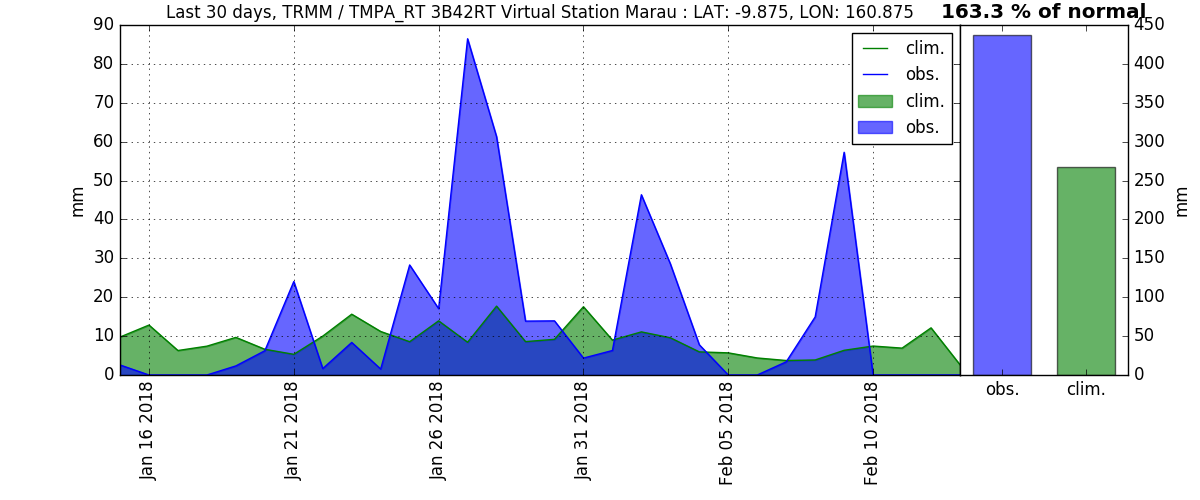 Last 30 days, TRMM / TMPA_RT 3B42RT Virtual Station Marau : LAT: -9.875, LON: 160.875
163.3 % of normal
90
80
70
60
50
40
30
20
10
0
mm
clim.
obs.
clim.
obs.
Jan 16 2018
Jan 21 2018
Jan 26 2018
Jan 31 2018
Feb 05 2018
Feb 10 2018
450
400
350
300
250
200
150
100
50
0
mm
obs.
clim.